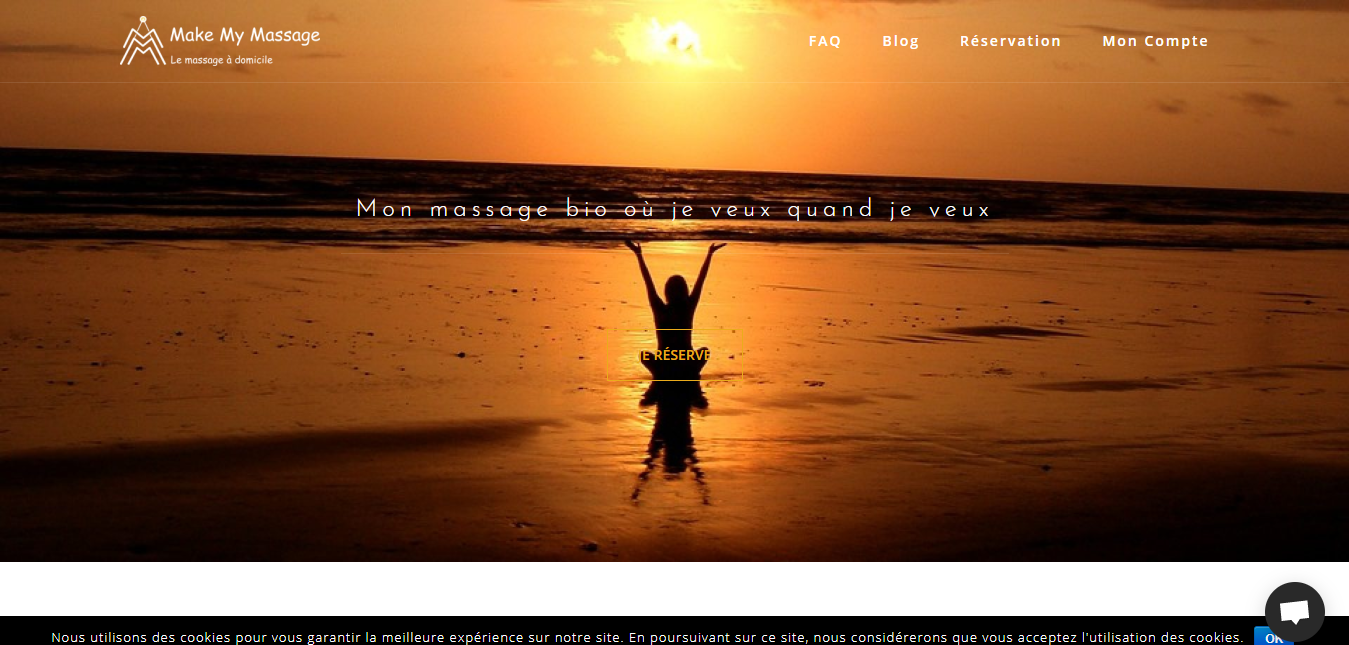 Make My Massage
Le massage à domicile
FAQ Blog Réservation Mon Compte
Mon massage bio où je veux quand je veux
JE RÉSERVE
Nous utilisons des cookies pour vous garantir la meilleure expérience sur notre site. En poursuivant sur ce site, nous considérerons que vous acceptez l'utilisation des cookies. OK